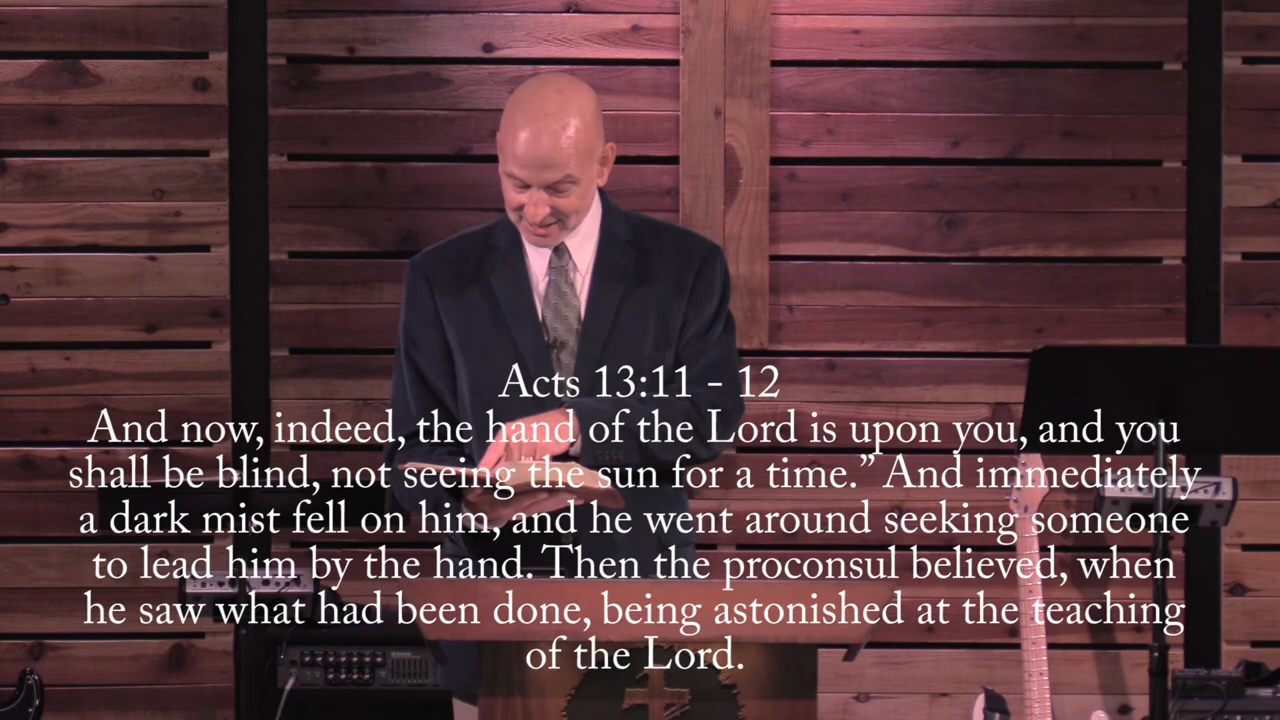 Acts 13:11 - 12
And now, indeed, the hand of the Lord is upon you, and you
shall be blind, not seeing the sun for a time.” And immediately
a dark mist fell on him, and he went around seeking someone
to lead him by the hand. Then the proconsul believed, when
he saw what had been done, being astonished at the teaching
of the Lord.